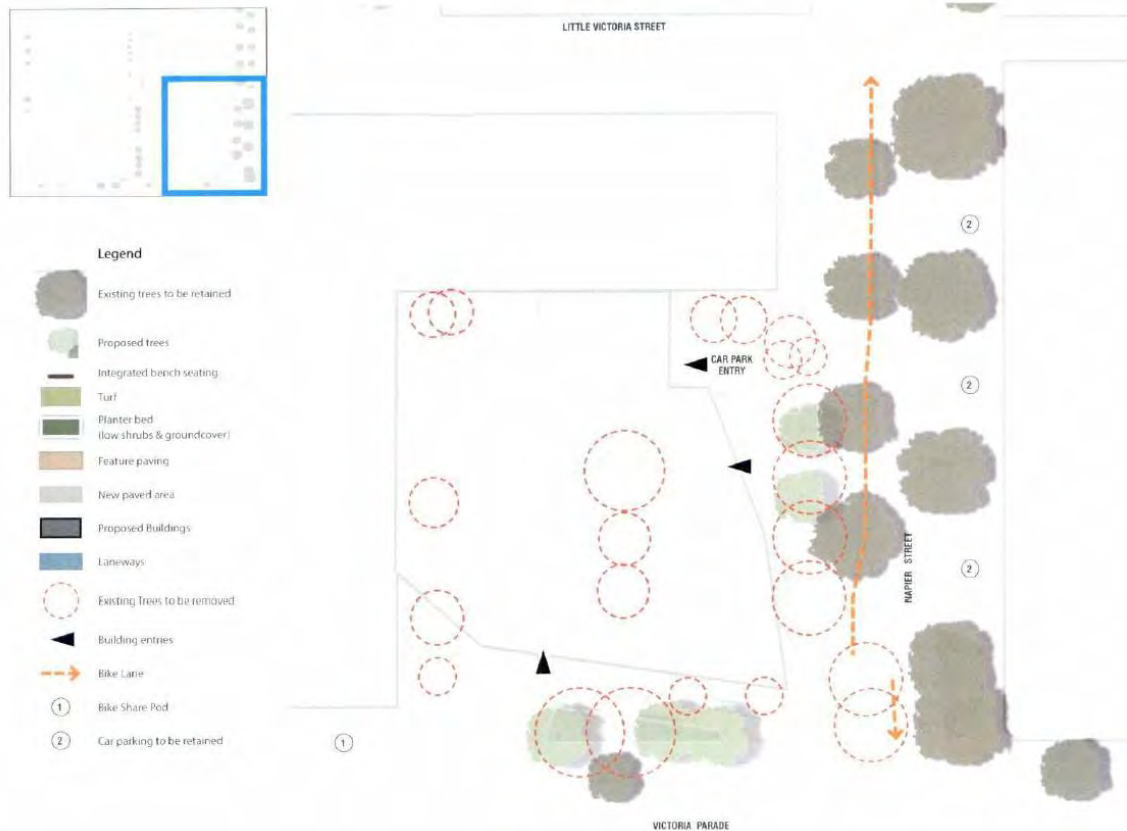 LITTLE VICTORIA STREET
Legend
Existing trees to be retained
Proposed trees
Integrated bench seating
Turf
Planter bed
(low shrubs & groundcover)
Feature paving
New paved area
Proposed Buildings
Laneways
Existing Trees to be removed
Building entries
Bike Lane
1 Bike Share Pod
2 Car parking to be retained
2
CAR PARK
ENTRY
2
NAPIER STREET
2
1
VICTORIA PARADE